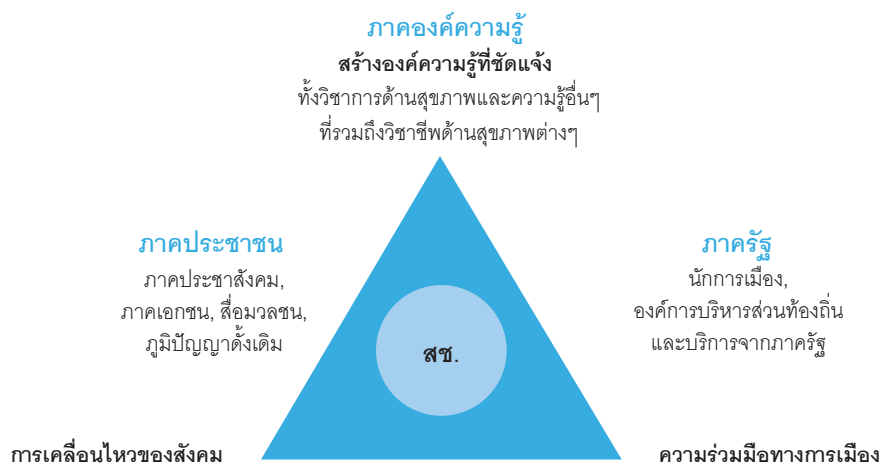 ภาคองค์ความรู้
สร้างองค์ความรู้ที่ชัดแจ้ง
ทั้งวิชาการด้านสุขภาพและความรู้อื่นๆ
ที่รวมถึงวิชาชีพด้านสุขภาพต่างๆ
ภาคประชาชน
ภาคประชาสังคม,
ภาคเอกชน, สื่อมวลชน,
ภูมิปัญญาดั้งเดิม
ภาครัฐ
นักการเมือง,
องค์การบริหารส่วนท้องถิ่น
และบริการจากภาครัฐ
สช.
การเคลื่อนไหวของสังคม
ความร่วมมือทางการเมือง